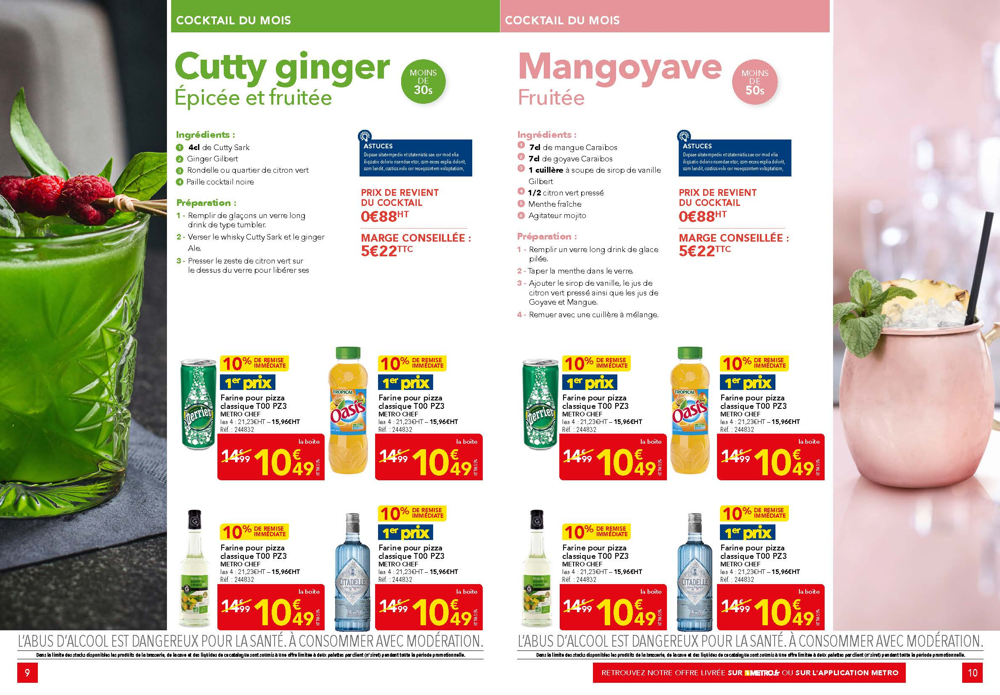 COCKTAIL DU MOIS
Cutty ginger
Épicée et fruitée
MOINS
DE
30s
Ingrédients :
1 4cl de Cutty Sark
2 Ginger Gilbert
3 Rondelle ou quartier de citron vert
4 Paille cocktail noire
Préparation :
1 - Remplir de glaçons un verre long
drink de type tumbler.
2 - Verser le whisky Cutty Sark et le ginger
Ale.
3 - Presser le zeste de citron vert sur
le dessus du verre pour libérer ses
ASTUCES
Dopsae sitatempedio et utatenistis sae cor mod elia
iliquatio dolorio nsendae etur, cum exces explia dolorit,
sum landit, custius volo cor resequuntem voluptatium,
PRIX DE REVIENT
DU COCKTAIL
0€88HT
MARGE CONSEILLÉE :
5€22TTC
Perrier
10% DE REMISE
IMMÉDIATE
1er prix
Farine pour pizza
classique T00 PZ3
METRO CHEF
les 4 : 21,23€HT – 15,96€HT
Réf. : 244832
la boîte
14€99 10€49
HT TVA 5.5%
TROPICAL
Oasis
10% DE REMISE
IMMÉDIATE
1er prix
Farine pour pizza
classique T00 PZ3
METRO CHEF
les 4 : 21,23€HT – 15,96€HT
Réf. : 244832
la boîte
14€99 10€49
HT TVA 5.5%
G
Sirop de
sucre de
canne
G
10% DE REMISE
IMMÉDIATE
Farine pour pizza
classique T00 PZ3
METRO CHEF
les 4 : 21,23€HT – 15,96€HT
Réf. : 244832
la boîte
14€99 10€49
HT TVA 5.5%
CITADELLE
GIN DE FRANCE
10% DE REMISE
IMMÉDIATE
1er prix
Farine pour pizza
classique T00 PZ3
METRO CHEF
les 4 : 21,23€HT – 15,96€HT
Réf. : 244832
la boîte
14€99 10€49
HT TVA 5.5%
L'ABUS D'ALCOOL EST DANGEREUX POUR LA SANTÉ. À CONSOMMER AVEC MODÉRATION.
Dans la limite des stocks disponibles les produits de la brasserie, de la cave et des liquides de ce catalogue sont soumis à une offre limitée à deux palettes par client (n°siret) pendant toute la période promotionnelle.
9
COCKTAIL DU MOIS
Mangoyave
Fruitée
MOINS
DE
50s
Ingrédients :
1 7cl de mangue Caraïbos
2 7cl de goyave Caraïbos
3 1 cuillère à soupe de sirop de vanille
Gilbert
4 1/2 citron vert pressé
5 Menthe fraîche
6 Agitateur mojito
Préparation :
1 - Remplir un verre long drink de glace
pilée.
2 - Taper la menthe dans le verre.
3 - Ajouter le sirop de vanille, le jus de
citron vert pressé ainsi que les jus de
Goyave et Mangue.
4 - Remuer avec une cuillère à mélange.
ASTUCES
Dopsae sitatempedio et utatenistis sae cor mod elia
iliquatio dolorio nsendae etur, cum exces explia dolorit,
sum landit, custius volo cor resequuntem voluptatium,
PRIX DE REVIENT
DU COCKTAIL
0€88HT
MARGE CONSEILLÉE :
5€22TTC
Perrier
10% DE REMISE
IMMÉDIATE
1er prix
Farine pour pizza
classique T00 PZ3
METRO CHEF
les 4 : 21,23€HT – 15,96€HT
Réf. : 244832
la boîte
14€99 10€49
HT TVA 5.5%
TROPICAL
Oasis
10% DE REMISE
IMMÉDIATE
1er prix
Farine pour pizza
classique T00 PZ3
METRO CHEF
les 4 : 21,23€HT – 15,96€HT
Réf. : 244832
la boîte
14€99 10€49
HT TVA 5.5%
G
Sirop de
sucre de
canne
G
10% DE REMISE
IMMÉDIATE
Farine pour pizza
classique T00 PZ3
METRO CHEF
les 4 : 21,23€HT – 15,96€HT
Réf. : 244832
la boîte
14€99 10€49
HT TVA 5.5%
CITADELLE
GIN DE FRANCE
10% DE REMISE
IMMÉDIATE
1er prix
Farine pour pizza
classique T00 PZ3
METRO CHEF
les 4 : 21,23€HT – 15,96€HT
Réf. : 244832
la boîte
14€99 10€49
HT TVA 5.5%
L'ABUS D'ALCOOL EST DANGEREUX POUR LA SANTÉ. À CONSOMMER AVEC MODÉRATION.
Dans la limite des stocks disponibles les produits de la brasserie, de la cave et des liquides de ce catalogue sont soumis à une offre limitée à deux palettes par client (n°siret) pendant toute la période promotionnelle.
RETROUVEZ NOTRE OFFRE LIVRÉE SUR METRO.fr OU SUR L'APPLICATION METRO
10